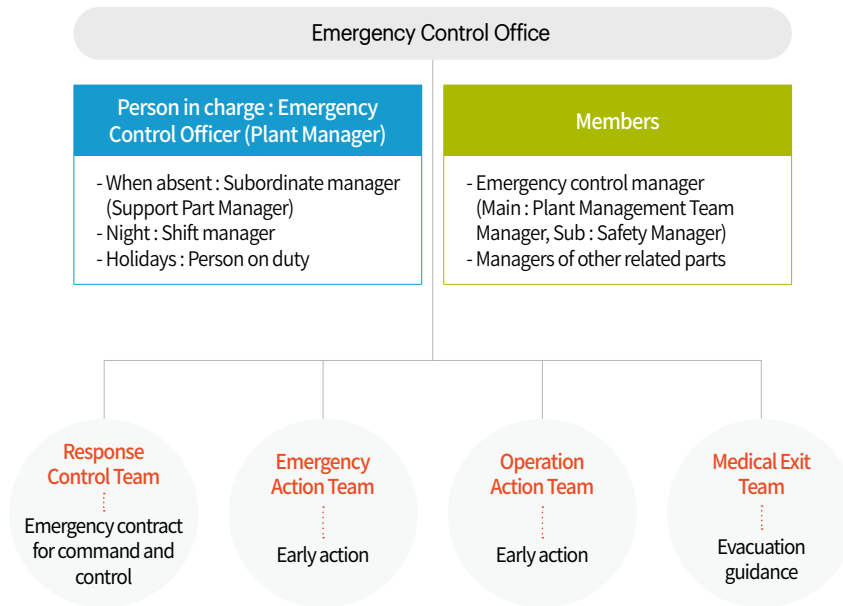 Emergency Control Office
Person in charge : Emergency
Control Officer (Plant Manager)
- When absent : Subordinate manager
(Support Part Manager)
- Night : Shift manager
- Holidays : Person on duty
Members
- Emergency control manager
(Main : Plant Management Team
Manager, Sub : Safety Manager)
- Managers of other related parts
Response
Control Team
Emergency contract
for command and
control
Emergency
Action Team
Early action
Operation
Action Team
Early action
Medical Exit
Team
Evacuation
guidance